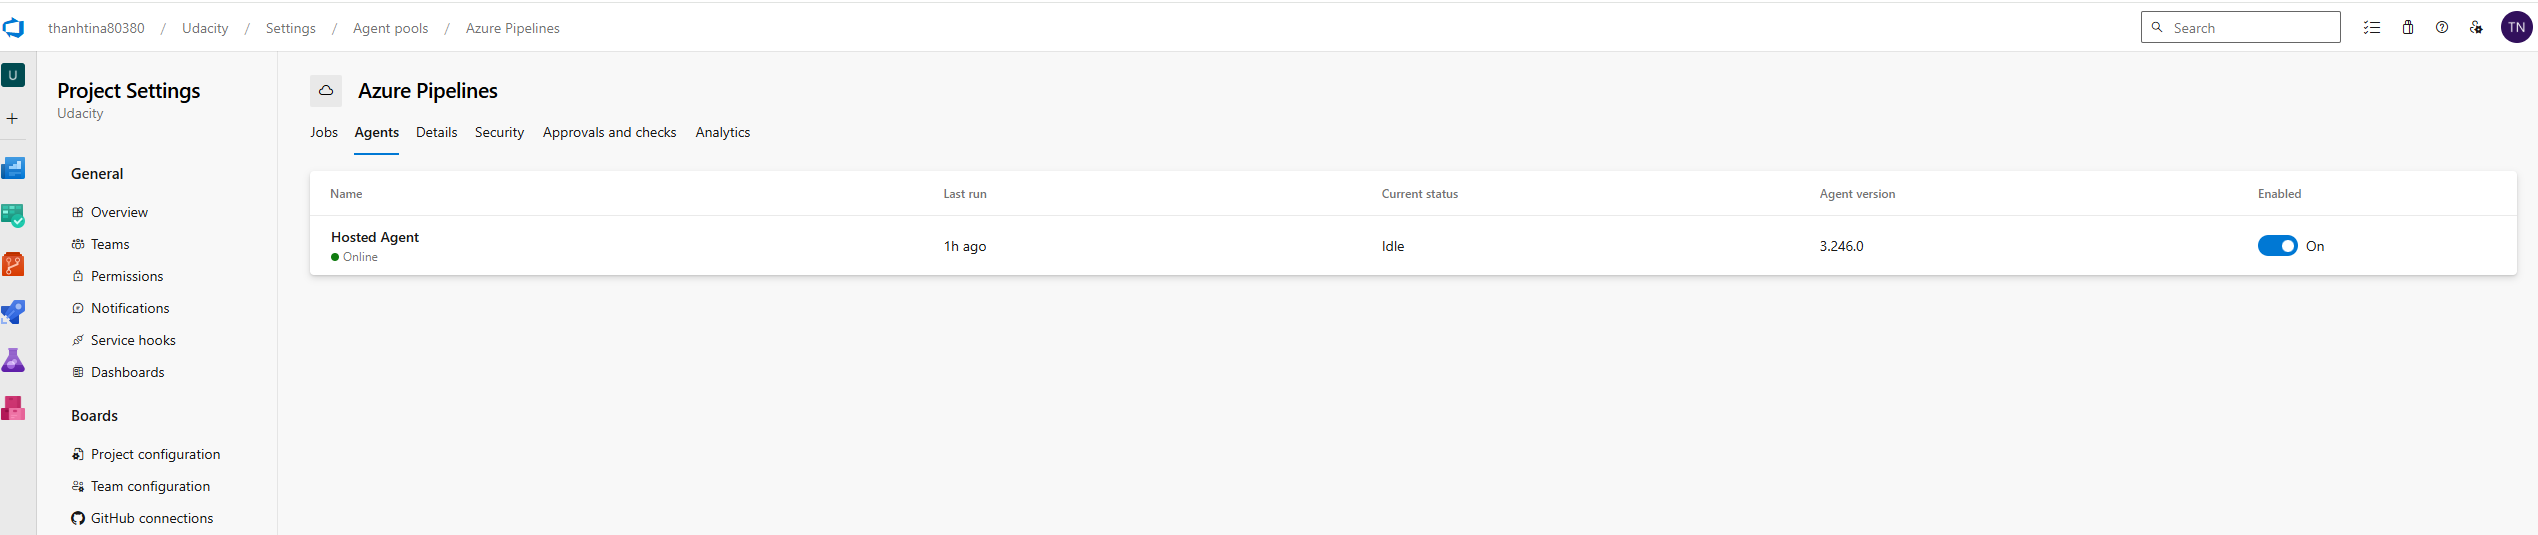 thanhtina80380 / Udacity / Settings / Agent pools / Azure Pipelines
Search
TN
U
Project Settings
Udacity
General
Overview
Teams
Permissions
Notifications
Service hooks
Dashboards
Boards
Project configuration
Team configuration
GitHub connections
Azure Pipelines
Jobs Agents Details Security Approvals and checks Analytics
Name Last run Current status Agent version Enabled
Hosted Agent 1h ago Idle 3.246.0 On
Online